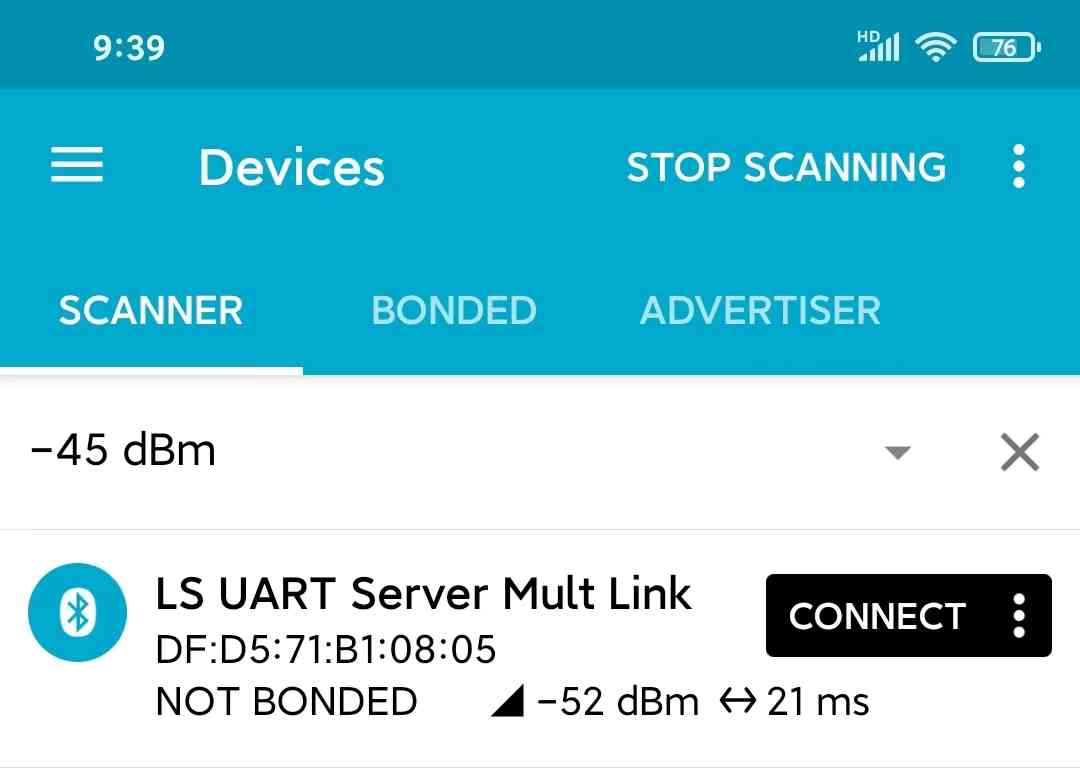 9:39 HD 76
Devices STOP SCANNING
SCANNER BONDED ADVERTISER
-45 dBm
LS UART Server Mult Link
CONNECT
DF:D5:71:B1:08:05
NOT BONDED -52 dBm ↔ 21 ms